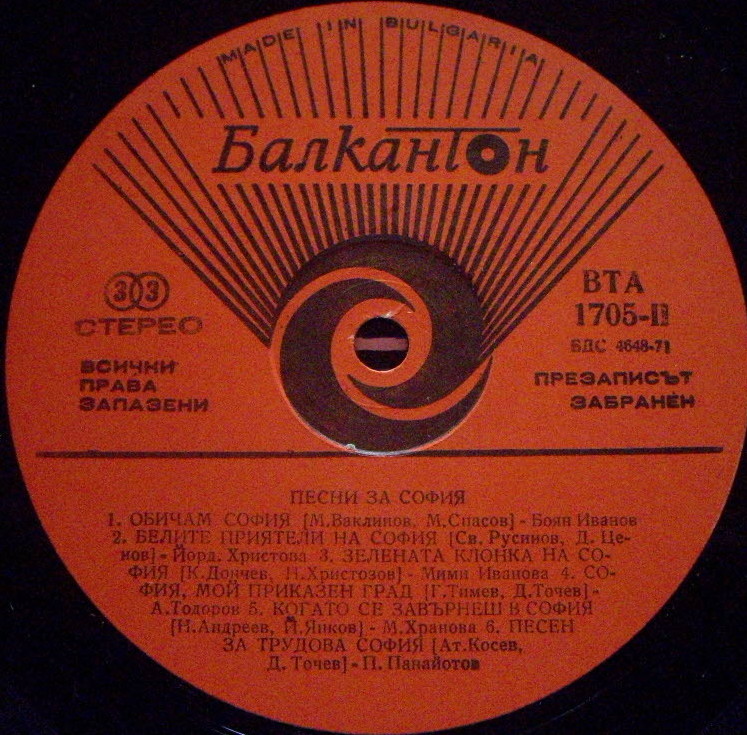 MADE IN BULGARIA
Балкантон
33
СТЕРЕО
ВСИЧНИ
ПРАВА
ЗАПАЗЕНИ
ВТА
1705-II
БДС 4648-71
ПРЕЗАПИСЪТ
ЗАБРАНЕН
ПЕСНИ ЗА СОФИЯ
1. ОБИЧАМ СОФИЯ [М.Ваклинов, М.Спасов] - Боян Иванов
2. БЕЛИТЕ ПРИЯТЕЛИ НА СОФИЯ [Св. Русинов, Д. Це-
нов] - Йорд. Христова 3. ЗЕЛЕНАТА КЛОНКА НА СО-
ФИЯ [К.Дончев, Н.Христозов] - Мими Иванова 4. СО-
ФИЯ, МОЙ ПРИКАЗЕН ГРАД [Г.Тимев, Д.Точев] -
А.Тодоров 5. КОГАТО СЕ ЗАВЪРНЕШ В СОФИЯ
[Н.Андреев, Й.Янков] - М.Хранова 6. ПЕСЕН
ЗА ТРУДОВА СОФИЯ [Ат.Косев,
Д. Точев] - П. Панайотов